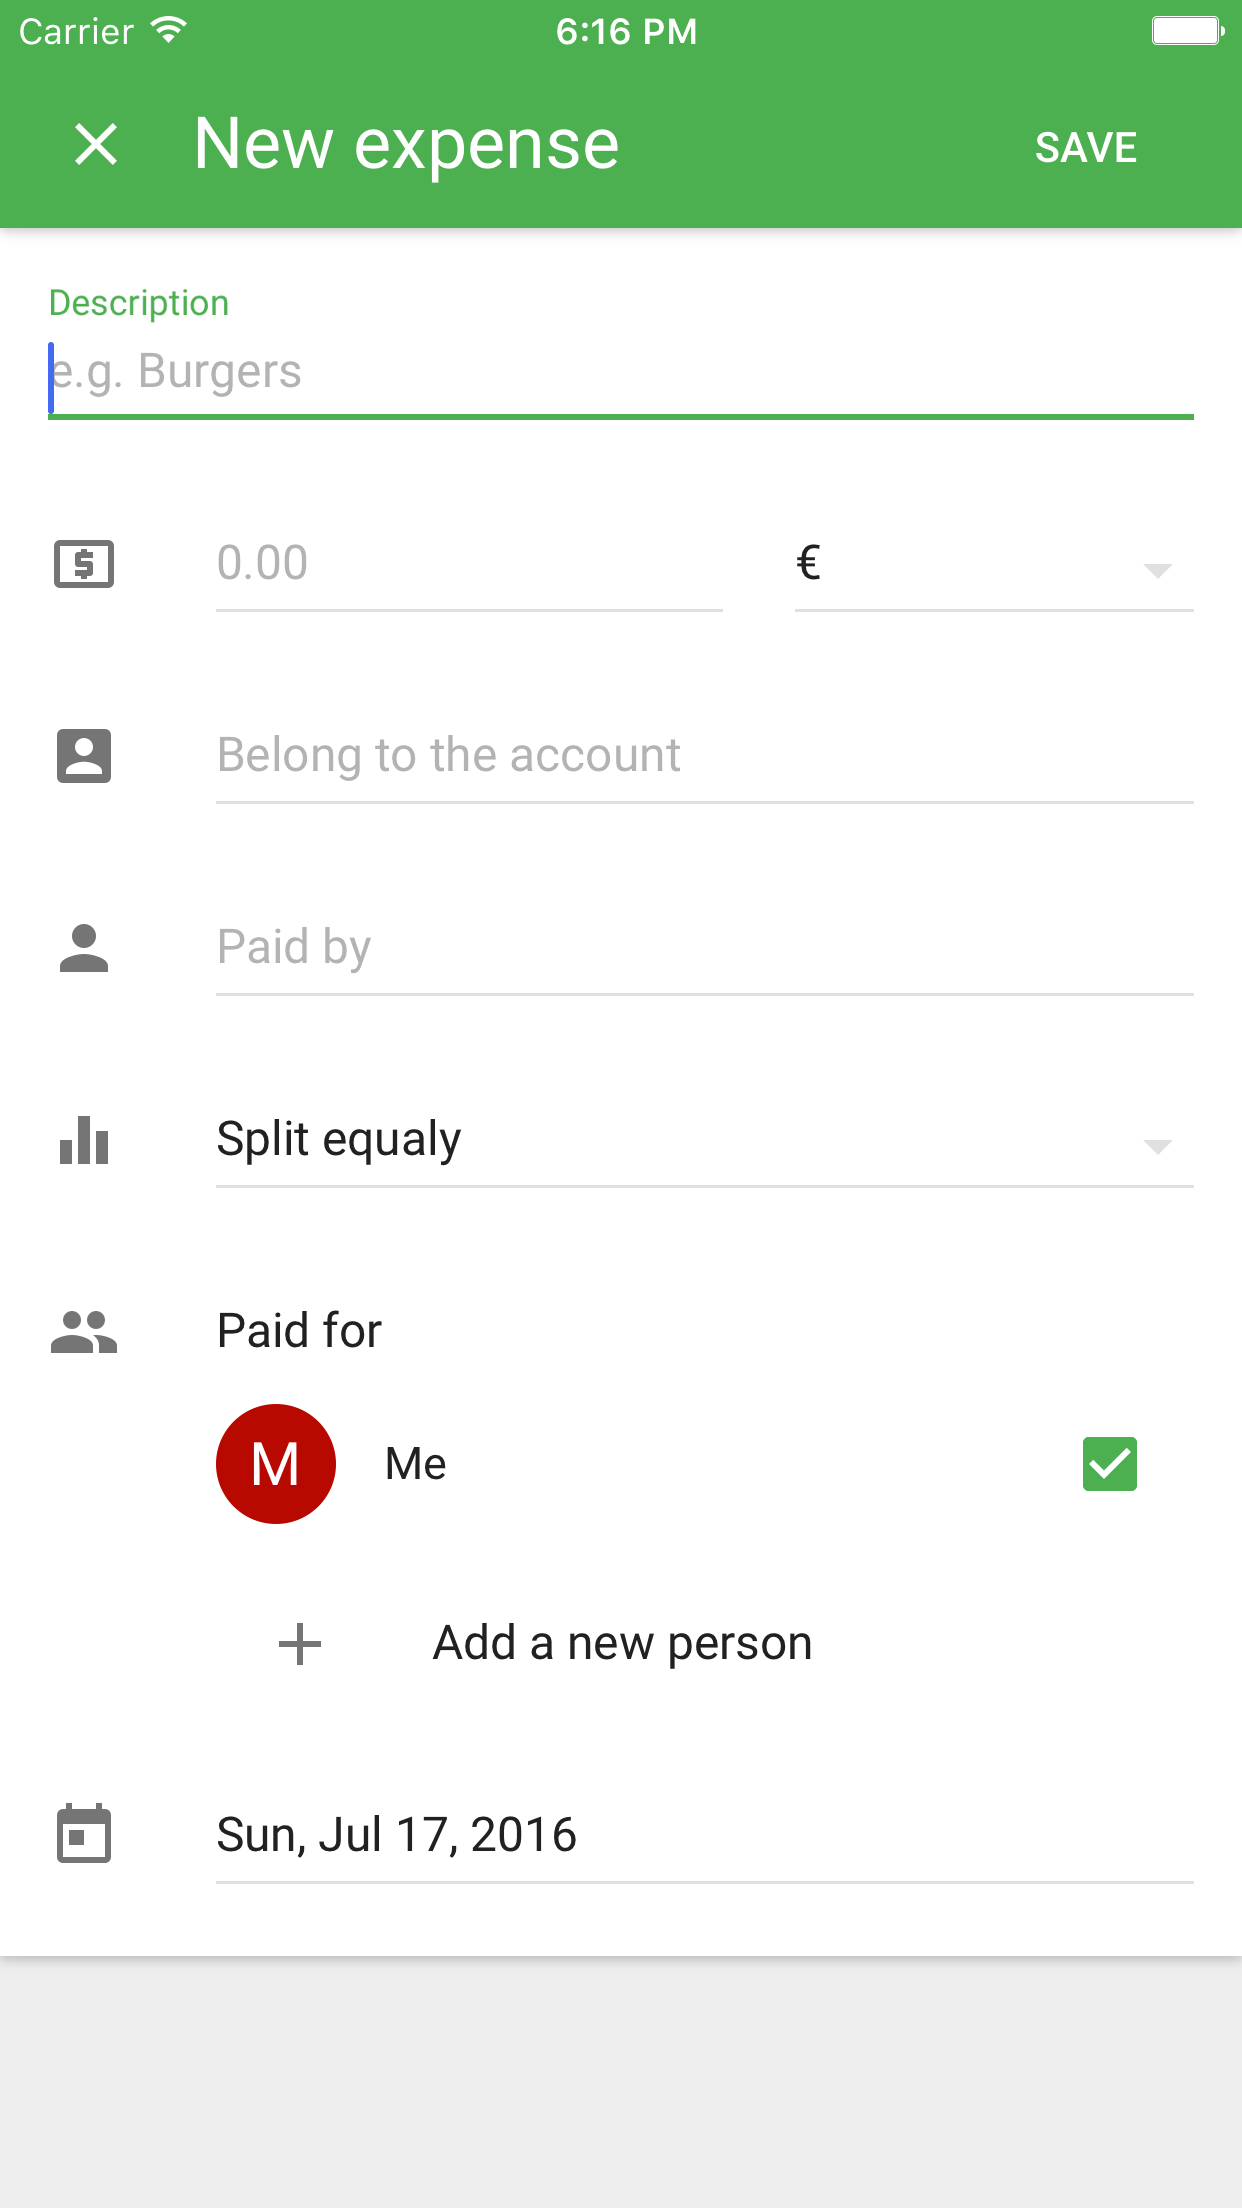 Carrier 6:16 PM
New expense SAVE
Description
e.g. Burgers
0.00 €
Belong to the account
Paid by
Split equaly
Paid for
M Me
Add a new person
Sun, Jul 17, 2016